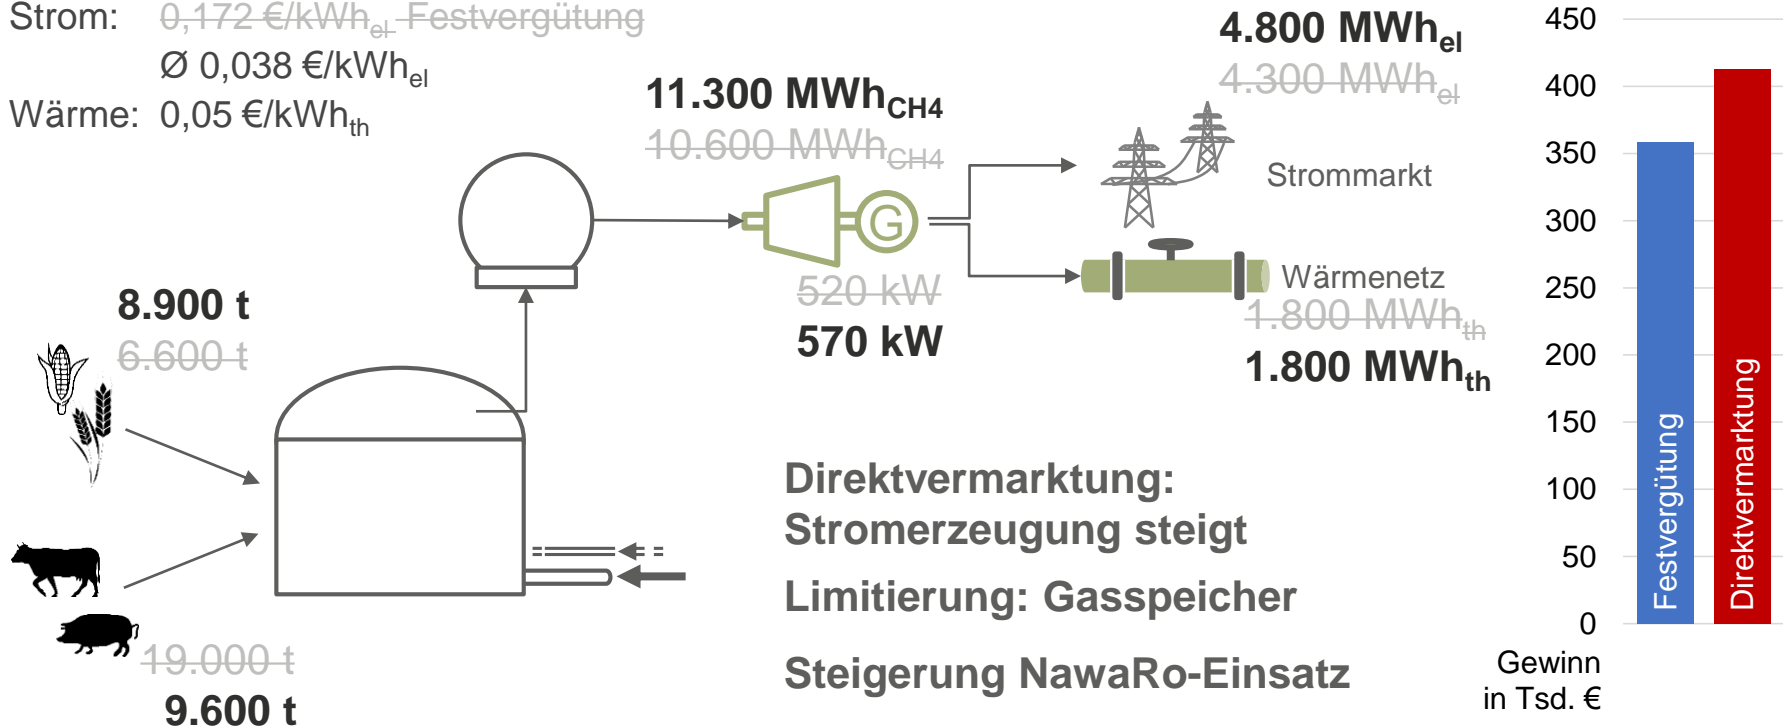 Strom: 0,172 €/kWhel Festvergütung
Ø 0,038 €/kWhel
Wärme: 0,05 €/kWhth
11.300 MWhCH4
10.600 MWhCH4
4.800 MWhel
4.300 MWhel
Strommarkt
G
Wärmenetz
520 kW
570 kW
1.800 MWhth
1.800 MWhth
8.900 t
6.600 t
19.000 t
9.600 t
Direktvermarktung:
Stromerzeugung steigt
Limitierung: Gasspeicher
Steigerung NawaRo-Einsatz
450
400
350
300
250
200
150
100
50
0
Festvergütung
Direktvermarktung
Gewinn
in Tsd. €